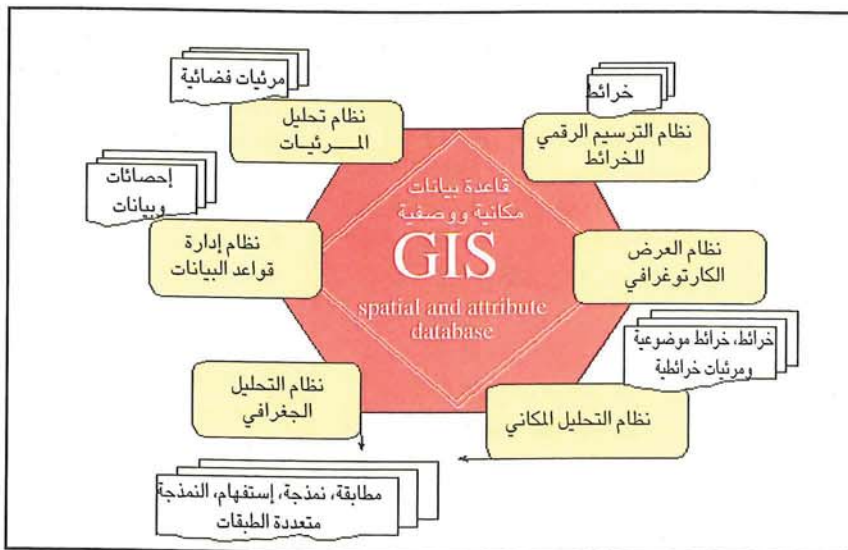 خرائط
نظام الترسيم الرقمي
للخرائط
مرئيات فضائية
نظام تحليل
المــــرئيــات
إحصائات
وبيانات
قاعدة بيانات
مكانية ووصفية
GIS
spatial and attribute
database
نظام العرض
الكارتوغرافي
نظام إدارة
قواعد البيانات
خرائط، خرائط موضوعية
ومرئيات خرائطية
نظام التحليل
الجغرافي
نظام التحليل المكاني
مطابقة، نمذجة، إستفهام، النمذجة
متعددة الطبقات